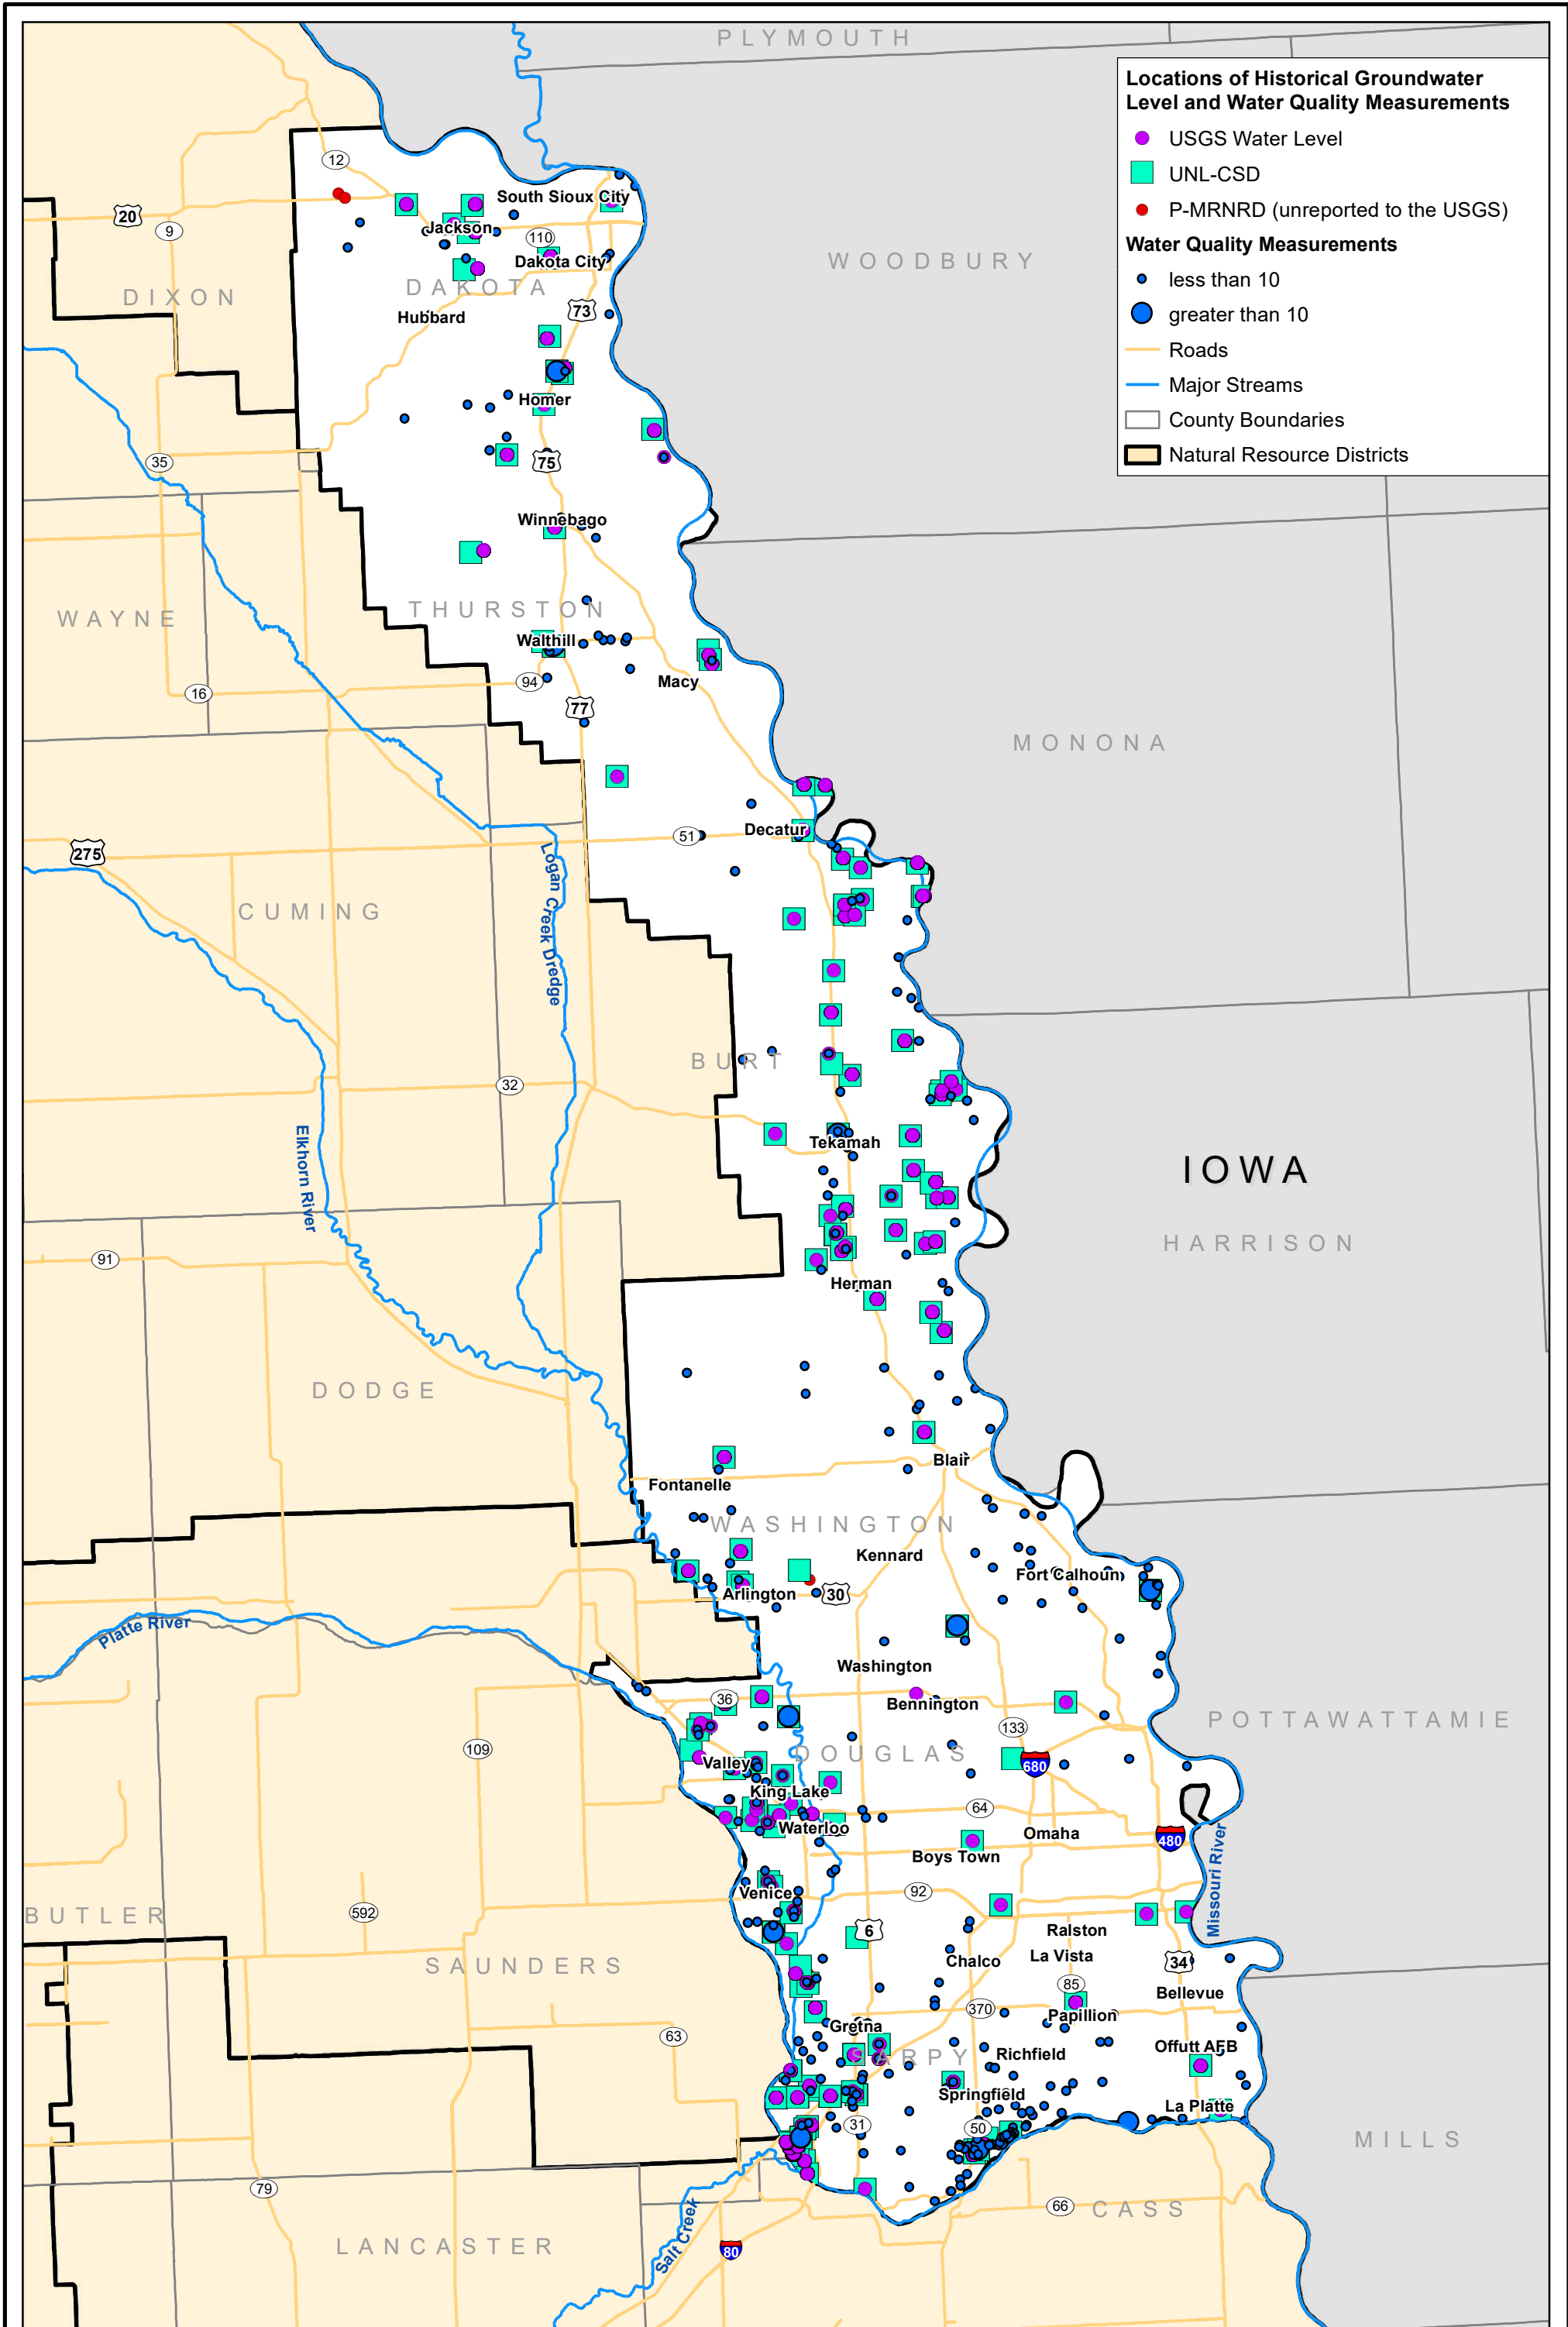 PLYMOUTH
Locations of Historical Groundwater
Level and Water Quality Measurements
USGS Water Level
UNL-CSD
P-MRNRD (unreported to the USGS)
Water Quality Measurements
less than 10
greater than 10
Roads
Major Streams
County Boundaries
Natural Resource Districts
12
South Sioux City
20
9
Jackson
110
Dakota City
WOODBURY
DIXON
DAKOTA
73
Hubbard
Homer
35
75
Winnebago
WAYNE
THURSTON
Walthill
94
Macy
16
77
MONONA
51
Decatur
275
Logan Creek Dredge
CUMING
BURT
32
Tekamah
Elkhorn River
IOWA
HARRISON
91
Herman
DODGE
Blair
Fontanelle
WASHINGTON
Kennard
Fort Calhoun
Arlington
30
Platte River
Washington
36
Bennington
133
POTTAWATTAMIE
109
DOUGLAS
Valley
680
King Lake
64
Waterloo
Omaha
480
Boys Town
Missouri River
92
Venice
592
BUTLER
6
Ralston
La Vista
Chalco
34
SAUNDERS
85
Bellevue
370
Papillion
Gretna
63
SARPY
Richfield
Offutt AFB
Springfield
La Platte
31
50
MILLS
79
66
CASS
Salt Creek
LANCASTER
80